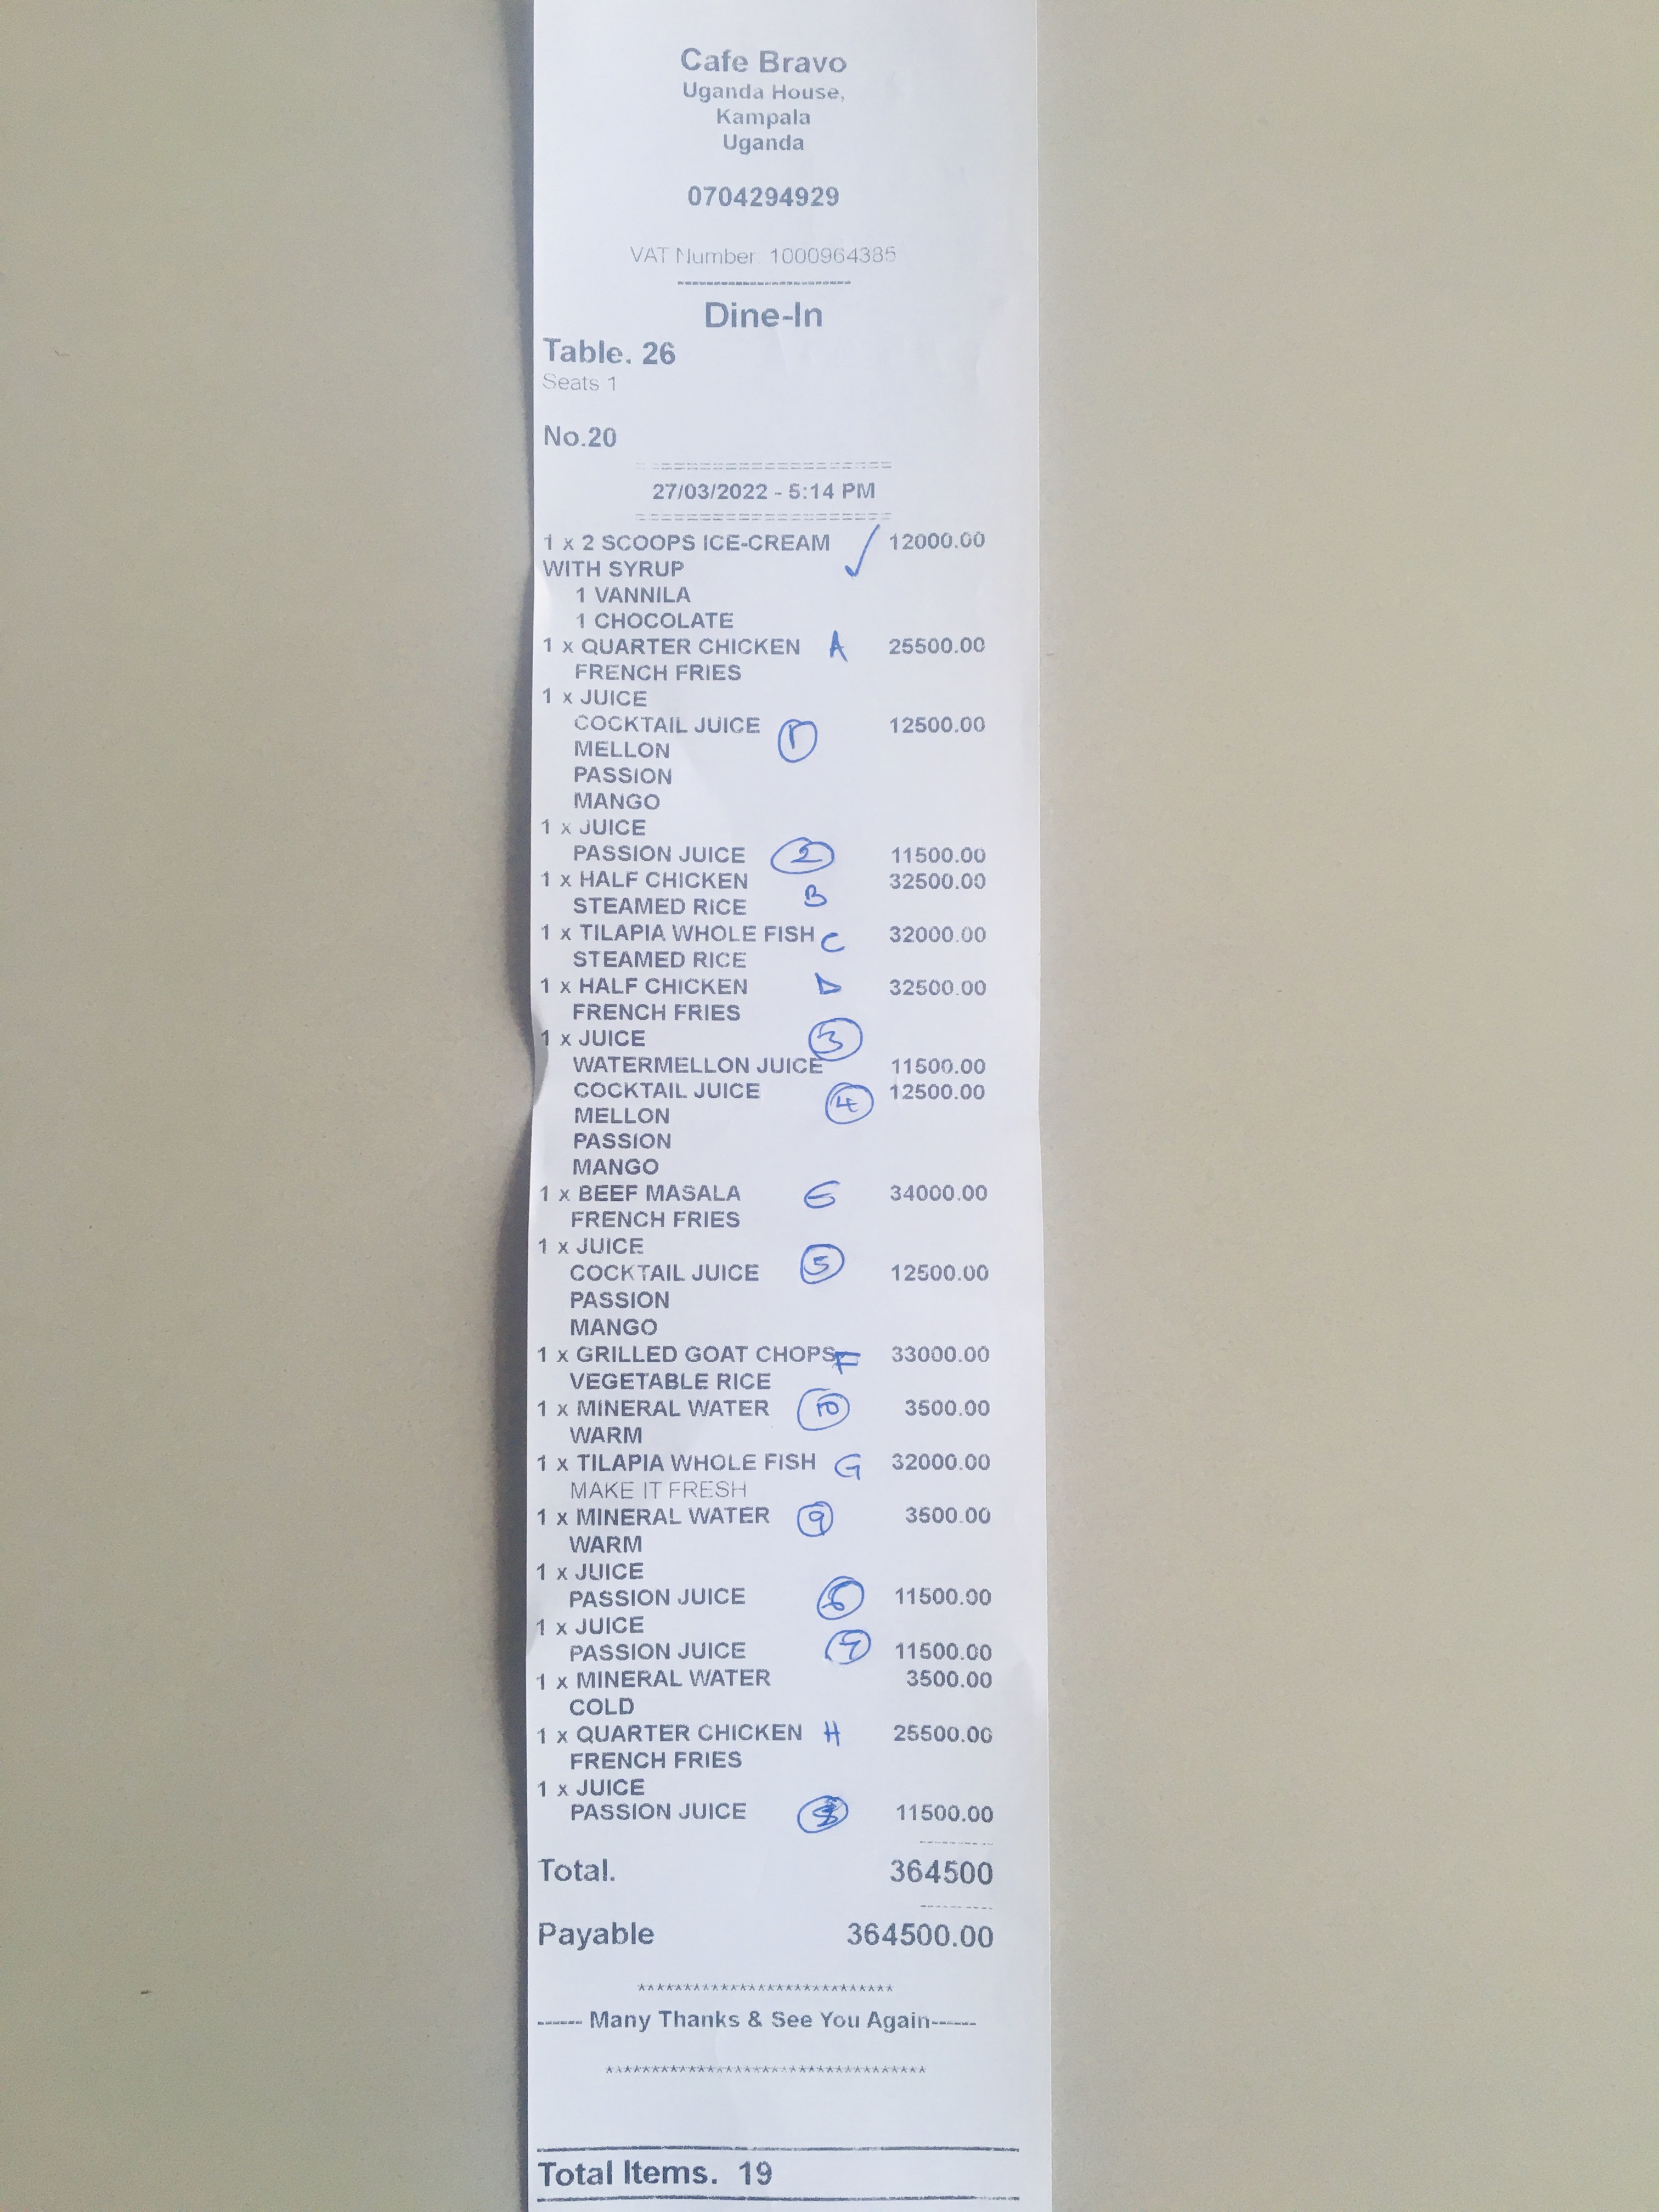 Cafe Bravo
Uganda House,
Kampala
Uganda
0704294929
VAT Number. 1000964385
Dine-In
Table. 26
Seats 1
No.20
27/03/2022 - 5:14 PM
1 x 2 SCOOPS ICE-CREAM ✓ 12000.00
WITH SYRUP
1 VANNILA
1 CHOCOLATE
1 x QUARTER CHICKEN A 25500.00
FRENCH FRIES
1 x JUICE
COCKTAIL JUICE 1 12500.00
MELLON
PASSION
MANGO
1 x JUICE
PASSION JUICE 2 11500.00
1 x HALF CHICKEN 32500.00
STEAMED RICE B
1 x TILAPIA WHOLE FISH C 32000.00
STEAMED RICE
1 x HALF CHICKEN D 32500.00
FRENCH FRIES
1 x JUICE 3
WATERMELLON JUICE 11500.00
COCKTAIL JUICE 4 12500.00
MELLON
PASSION
MANGO
1 x BEEF MASALA E 34000.00
FRENCH FRIES
1 x JUICE
COCKTAIL JUICE 5 12500.00
PASSION
MANGO
1 x GRILLED GOAT CHOPS F 33000.00
VEGETABLE RICE
1 x MINERAL WATER 10 3500.00
WARM
1 x TILAPIA WHOLE FISH G 32000.00
MAKE IT FRESH
1 x MINERAL WATER 9 3500.00
WARM
1 x JUICE
PASSION JUICE 6 11500.00
1 x JUICE
PASSION JUICE 7 11500.00
1 x MINERAL WATER 3500.00
COLD
1 x QUARTER CHICKEN H 25500.00
FRENCH FRIES
1 x JUICE
PASSION JUICE 8 11500.00
Total. 364500
Payable 364500.00
------ Many Thanks & See You Again------
Total Items. 19